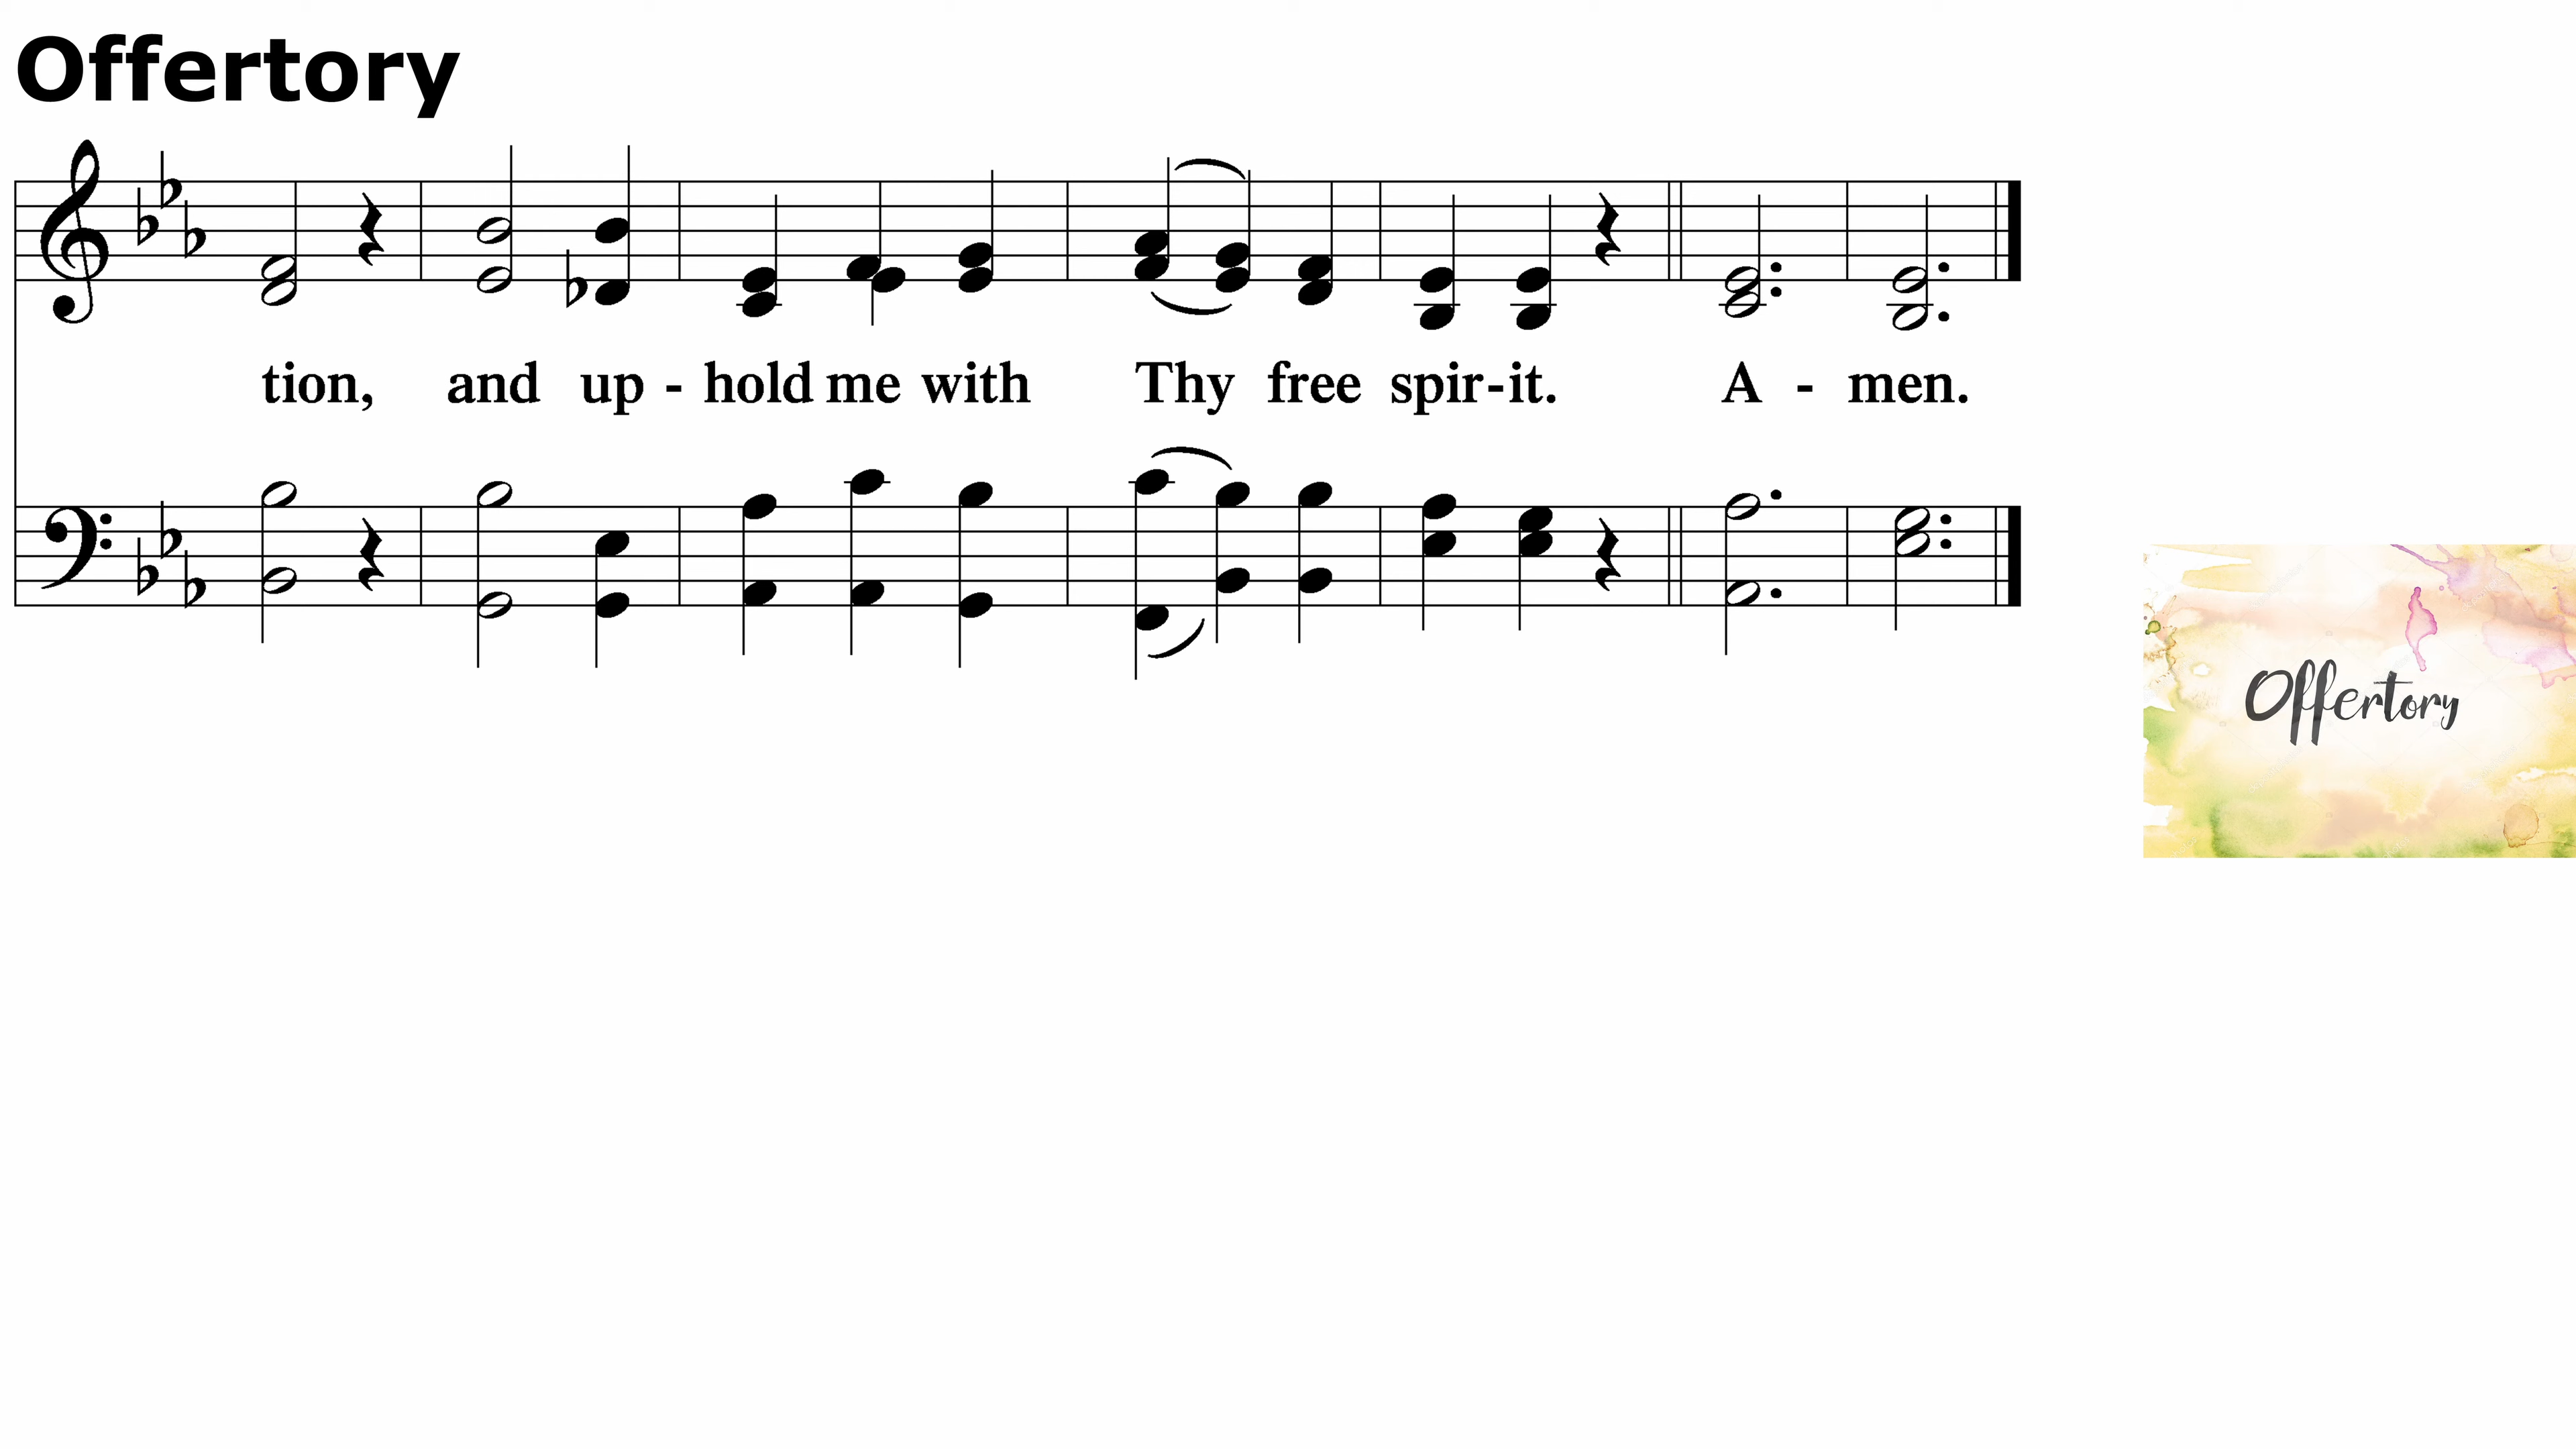 Offertory
tion, and up - hold me with Thy free spir-it. A - men.
Offertory